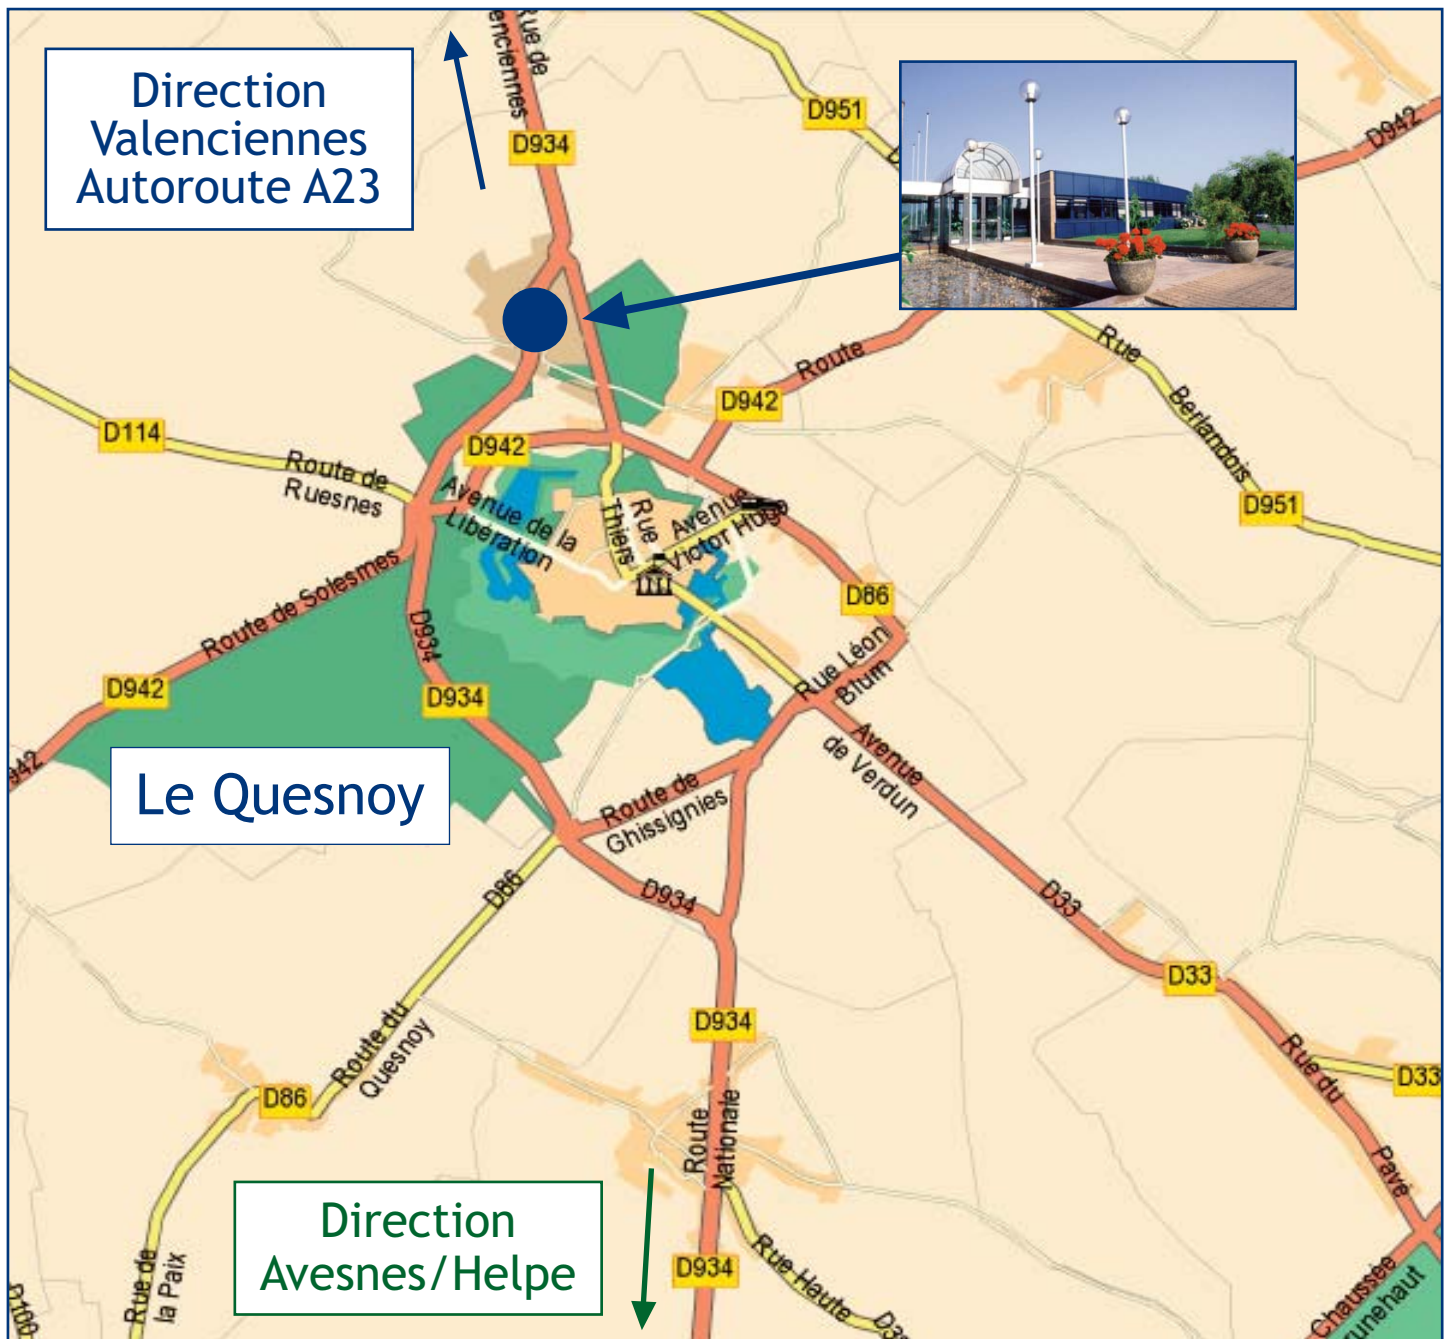 Direction
Valenciennes
Autoroute A23
Rue de
enciennes
D934
D951
D942
Route
D942
Rue
Berlandois
D951
D114
Route de
Ruesnes
D942
Avenue de la
Libération
Rue
Thiers
Avenue
Victor Hugo
D86
Route de Solesmes
D934
D942
D934
942
Rue Léon
Blum
Avenue
de Verdun
Le Quesnoy
Route de
Ghissignies
D86
D934
D33
D33
D934
Route du
Quesnoy
D86
Rue du
Pavé
D33
Route
Nationale
Direction
Avesnes/Helpe
D934
Rue Haute
Rue de
la Paix
D100
Chaussée
unehaut